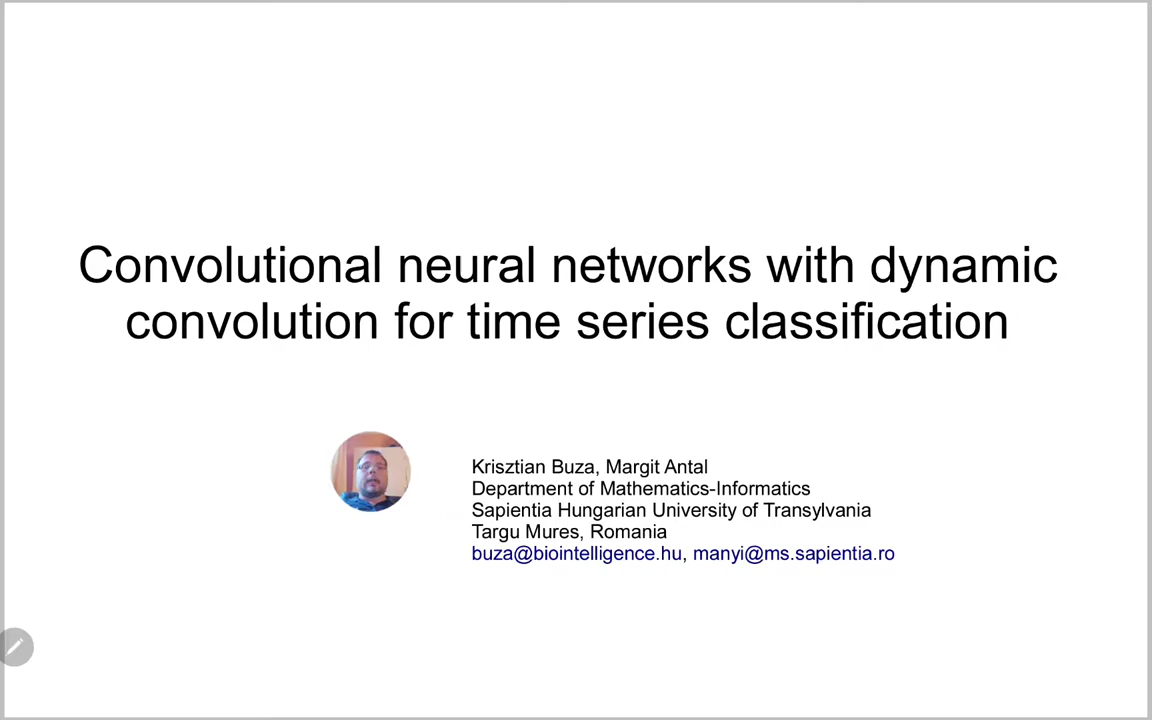 Convolutional neural networks with dynamic
convolution for time series classification
Krisztian Buza, Margit Antal
Department of Mathematics-Informatics
Sapientia Hungarian University of Transylvania
Targu Mures, Romania
buza@biointelligence.hu, manyi@ms.sapientia.ro